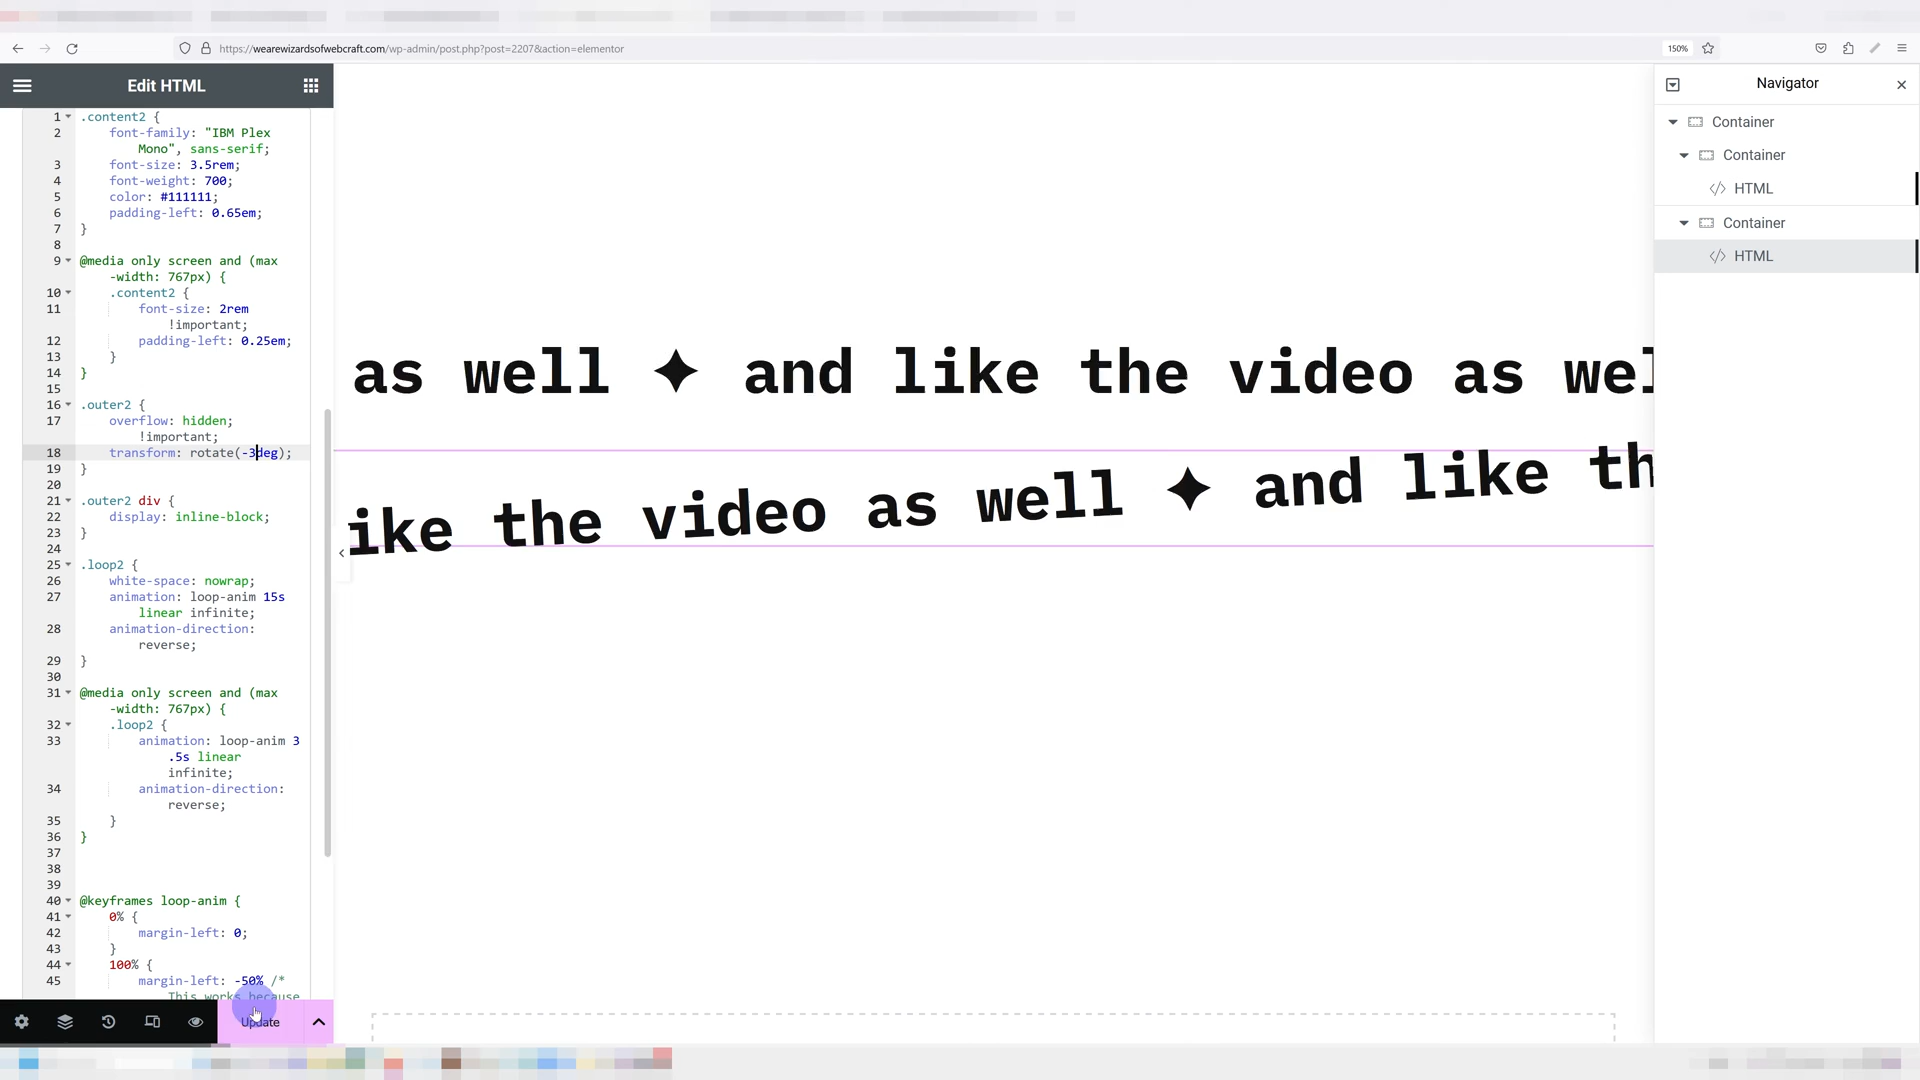 https://wearewizardsofwebcraft.com/wp-admin/post.php?post=2207&action=elementor
150%
Edit HTML
1 .content2 {
2 font-family: "IBM Plex
Mono", sans-serif;
3 font-size: 3.5rem;
4 font-weight: 700;
5 color: #111111;
6 padding-left: 0.65em;
7 }
8
9 @media only screen and (max
-width: 767px) {
10 .content2 {
11 font-size: 2rem
!important;
12 padding-left: 0.25em;
13 }
14 }
15
16 .outer2 {
17 overflow: hidden;
!important;
18 transform: rotate(-3deg);
19 }
20
21 .outer2 div {
22 display: inline-block;
23 }
24
25 .loop2 {
26 white-space: nowrap;
27 animation: loop-anim 15s
linear infinite;
28 animation-direction:
reverse;
29 }
30
31 @media only screen and (max
-width: 767px) {
32 .loop2 {
33 animation: loop-anim 3
.5s linear
infinite;
34 animation-direction:
reverse;
35 }
36 }
37
38
39
40 @keyframes loop-anim {
41 0% {
42 margin-left: 0;
43 }
44 100% {
45 margin-left: -50% /*
This works because
Update
as well ✦ and like the video as wel
ike the video as well ✦ and like th
Navigator
Container
Container
HTML
Container
HTML